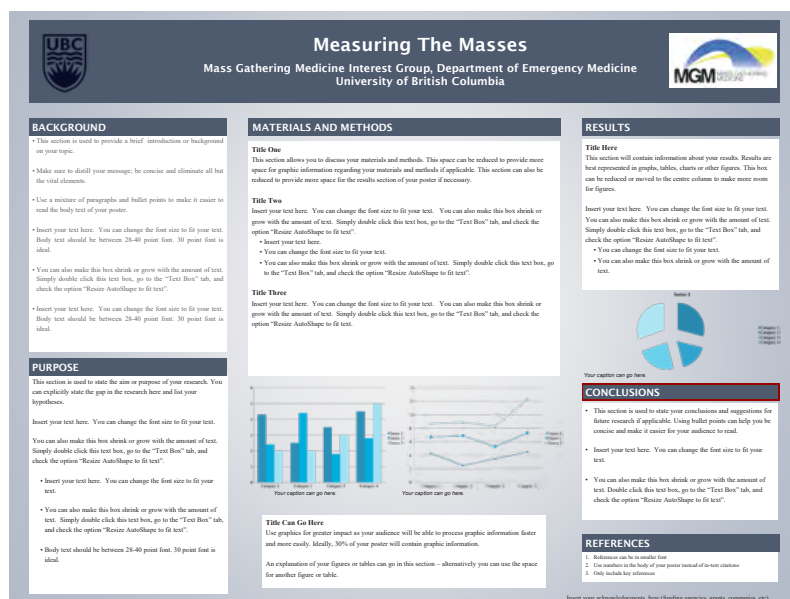 UBC
Measuring The Masses
Mass Gathering Medicine Interest Group, Department of Emergency Medicine
University of British Columbia
MGM
BACKGROUND
• This section is used to provide a brief introduction or background
on your topic.
• Make sure to distill your message; be concise and eliminate all but
the vital elements.
• Use a mixture of paragraphs and bullet points to make it easier to
read the body text of your poster.
• Insert your text here. You can change the font size to fit your text.
Body text should be between 28-40 point font. 30 point font is
ideal.
• You can also make this box shrink or grow with the amount of text.
Simply double click this text box, go to the “Text Box” tab, and
check the option “Resize AutoShape to fit text”.
• Insert your text here. You can change the font size to fit your text.
Body text should be between 28-40 point font. 30 point font is
ideal.
PURPOSE
This section is used to state the aim or purpose of your research. You
can explicitly state the gap in the research here and list your
hypotheses.
Insert your text here. You can change the font size to fit your text.
You can also make this box shrink or grow with the amount of text.
Simply double click this text box, go to the “Text Box” tab, and
check the option “Resize AutoShape to fit text”.
• Insert your text here. You can change the font size to fit your
text.
• You can also make this box shrink or grow with the amount of
text. Simply double click this text box, go to the “Text Box” tab,
and check the option “Resize AutoShape to fit text”.
• Body text should be between 28-40 point font. 30 point font is
ideal.
MATERIALS AND METHODS
Title One
This section allows you to discuss your materials and methods. This space can be reduced to provide more
space for graphic information regarding your materials and methods if applicable. This section can also be
reduced to provide more space for the results section of your poster if necessary.
Title Two
Insert your text here. You can change the font size to fit your text. You can also make this box shrink or
grow with the amount of text. Simply double click this text box, go to the “Text Box” tab, and check the
option “Resize AutoShape to fit text”.
• Insert your text here.
• You can change the font size to fit your text.
• You can also make this box shrink or grow with the amount of text. Simply double click this text box, go
to the “Text Box” tab, and check the option “Resize AutoShape to fit text”.
Title Three
Insert your text here. You can change the font size to fit your text. You can also make this box shrink or
grow with the amount of text. Simply double click this text box, go to the “Text Box” tab, and check the
option “Resize AutoShape to fit text”.
Your caption can go here.
Your caption can go here.
Title Can Go Here
Use graphics for greater impact as your audience will be able to process graphic information faster
and more easily. Ideally, 30% of your poster will contain graphic information.
An explanation of your figures or tables can go in this section – alternatively you can use the space
for another figure or table.
RESULTS
Title Here
This section will contain information about your results. Results are
best represented in graphs, tables, charts or other figures. This box
can be reduced or moved to the centre column to make more room
for figures.
Insert your text here. You can change the font size to fit your text.
You can also make this box shrink or grow with the amount of text.
Simply double click this text box, go to the “Text Box” tab, and
check the option “Resize AutoShape to fit text”.
• You can change the font size to fit your text.
• You can also make this box shrink or grow with the amount of
text.
Your caption can go here.
CONCLUSIONS
• This section is used to state your conclusions and suggestions for
future research if applicable. Using bullet points can help you be
concise and make it easier for your audience to read.
• Insert your text here. You can change the font size to fit your
text.
• You can also make this box shrink or grow with the amount of
text. Double click this text box, go to the “Text Box” tab, and
check the option “Resize AutoShape to fit text”.
REFERENCES
1. References can be in smaller font
2. Use numbers in the body of your poster instead of in-text citations
3. Only include key references